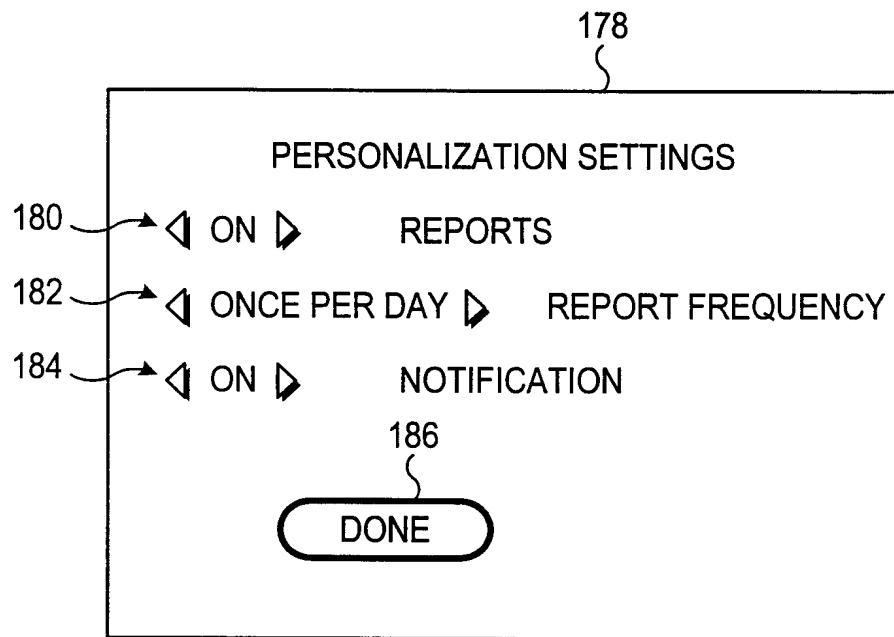 178
PERSONALIZATION SETTINGS
180 ON REPORTS
182 ONCE PER DAY REPORT FREQUENCY
184 ON NOTIFICATION
186
DONE